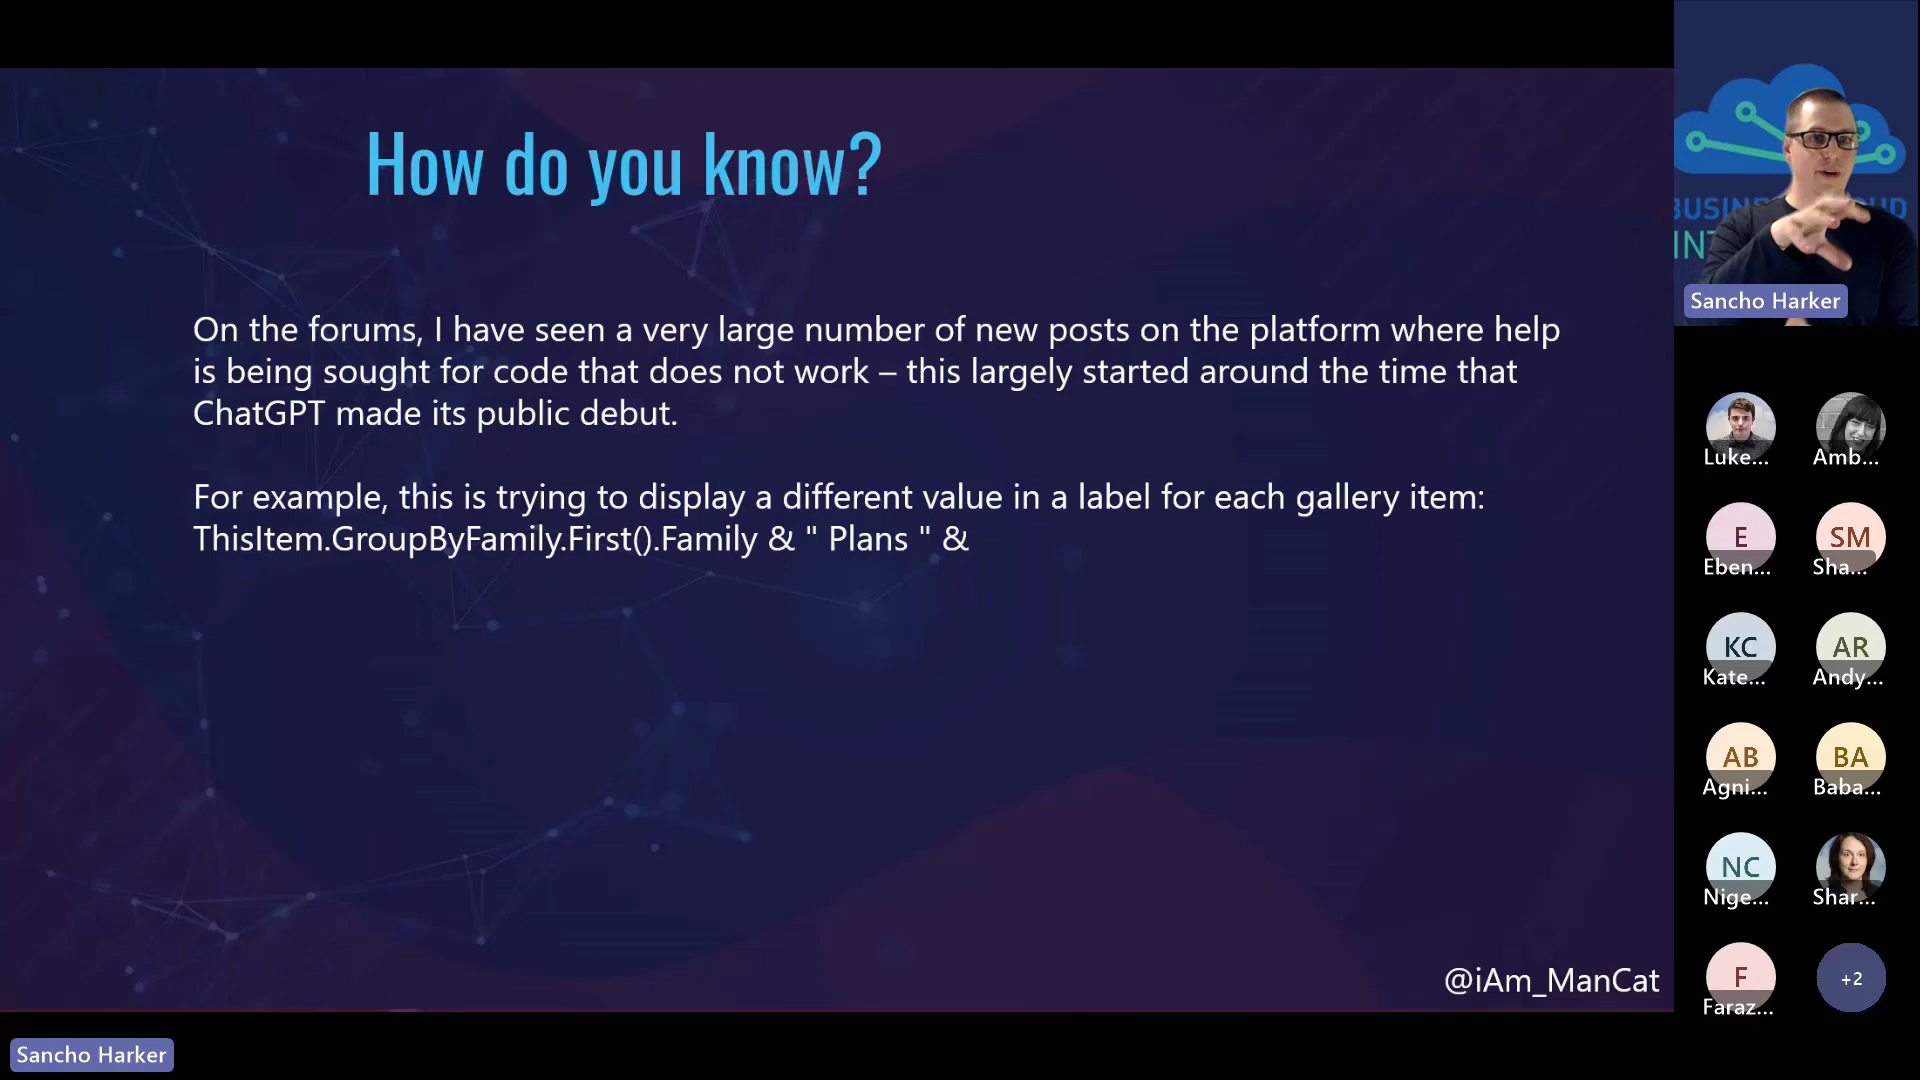 How do you know?
On the forums, I have seen a very large number of new posts on the platform where help
is being sought for code that does not work – this largely started around the time that
ChatGPT made its public debut.
For example, this is trying to display a different value in a label for each gallery item:
ThisItem.GroupByFamily.First().Family & " Plans " &
@iAm_ManCat
Sancho Harker
BUSIN
UD
INT
Sancho Harker
Luke...
Amb...
E
SM
Eben...
Sha...
KC
AR
Kate...
Andy...
AB
BA
Agni...
Baba...
NC
Nige...
Shar...
F
+2
Faraz...